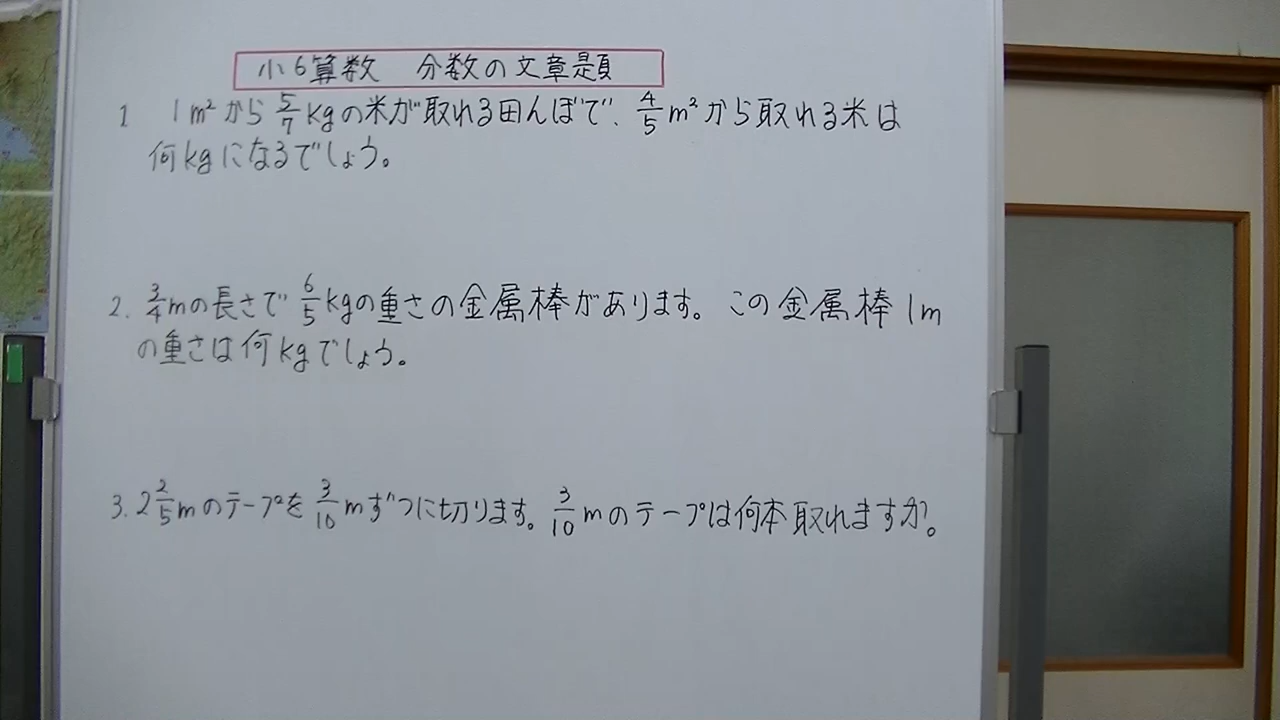 小6算数 分数の文章題
1 1m²から5/7kgの米が取れる田んぼで、4/5m²から取れる米は
何kgになるでしょう。
2. 3/4mの長さで6/5kgの重さの金属棒があります。この金属棒1m
の重さは何kgでしょう。
3. 2 2/5mのテープを3/10mずつに切ります。3/10mのテープは何本取れますか。